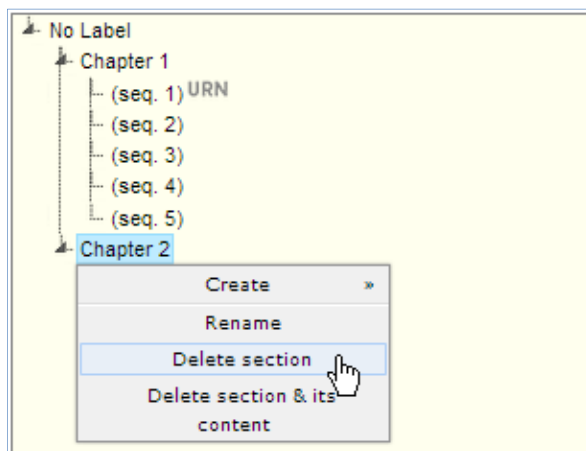 No Label
Chapter 1
(seq. 1) URN
(seq. 2)
(seq. 3)
(seq. 4)
(seq. 5)
Chapter 2
Create »
Rename
Delete section
Delete section & its
content